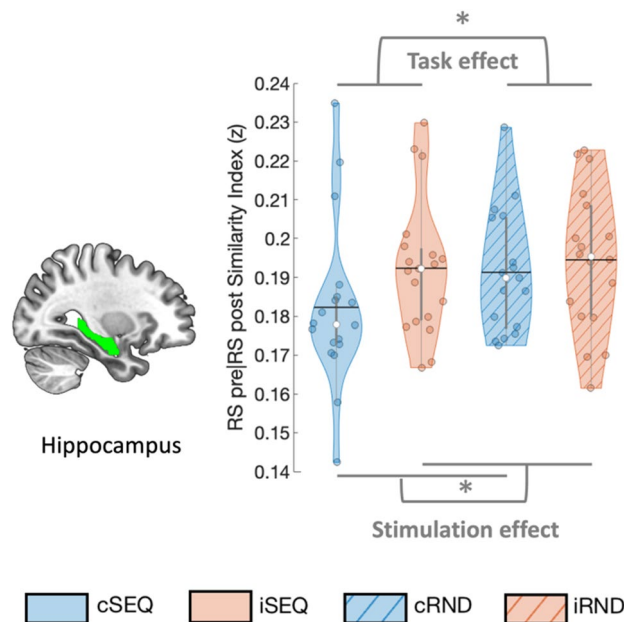 *
Task effect
0.24
0.23
0.22
0.21
0.2
0.19
0.18
0.17
0.16
0.15
0.14
RS pre|RS post Similarity Index (z)
Hippocampus
*
Stimulation effect
cSEQ iSEQ cRND iRND